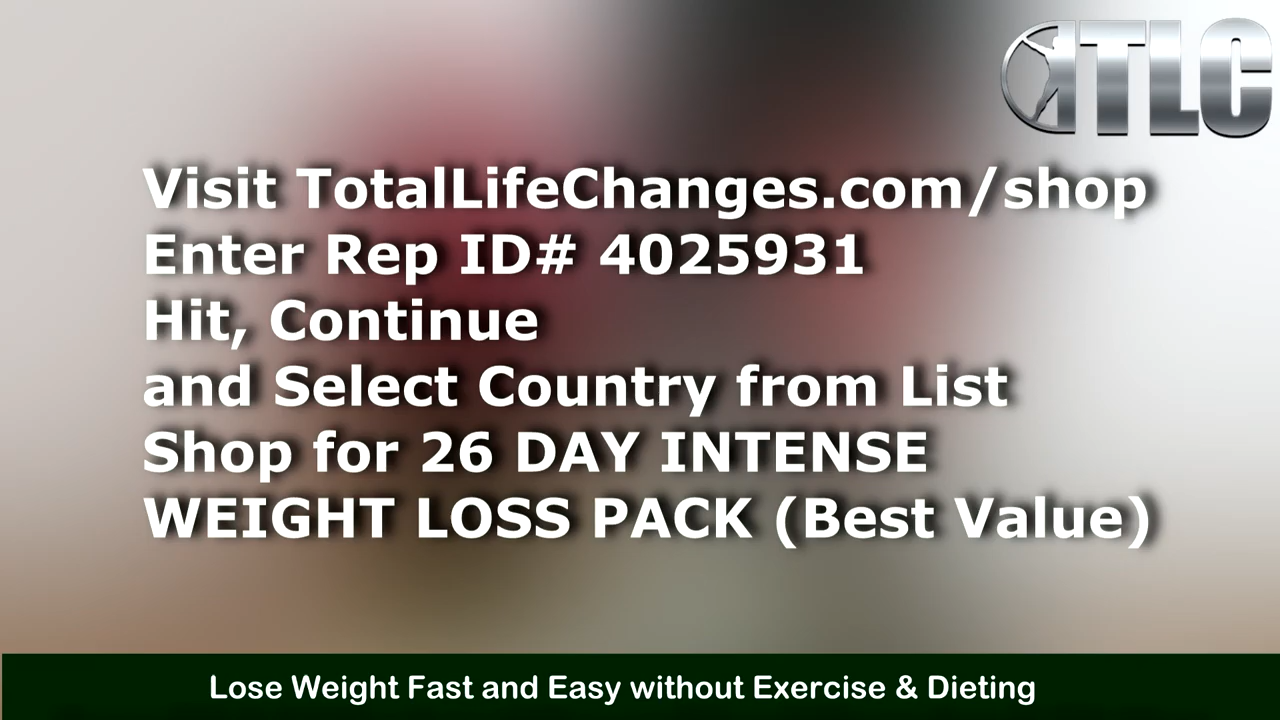 TLC
Visit TotalLifeChanges.com/shop
Enter Rep ID# 4025931
Hit, Continue
and Select Country from List
Shop for 26 DAY INTENSE
WEIGHT LOSS PACK (Best Value)
Lose Weight Fast and Easy without Exercise & Dieting